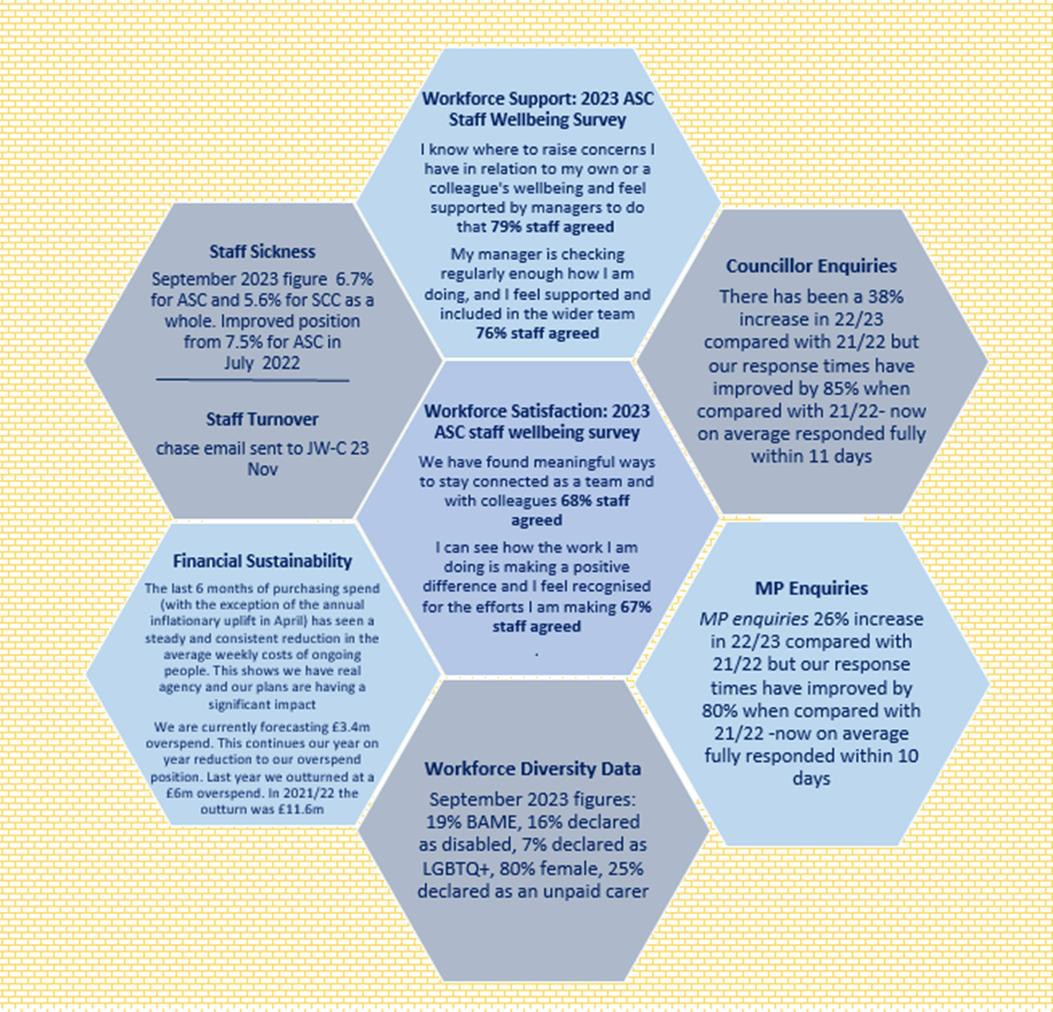 Workforce Support: 2023 ASC
Staff Wellbeing Survey
I know where to raise concerns I
have in relation to my own or a
colleague's wellbeing and feel
supported by managers to do
that 79% staff agreed
My manager is checking
regularly enough how I am
doing, and I feel supported and
included in the wider team
76% staff agreed
Staff Sickness
September 2023 figure 6.7%
for ASC and 5.6% for SCC as a
whole. Improved position
from 7.5% for ASC in
July 2022
Staff Turnover
chase email sent to JW-C 23
Nov
Councillor Enquiries
There has been a 38%
increase in 22/23
compared with 21/22 but
our response times have
improved by 85% when
compared with 21/22- now
on average responded fully
within 11 days
Workforce Satisfaction: 2023
ASC staff wellbeing survey
We have found meaningful ways
to stay connected as a team and
with colleagues 68% staff
agreed
I can see how the work I am
doing is making a positive
difference and I feel recognised
for the efforts I am making 67%
staff agreed
.
Financial Sustainability
The last 6 months of purchasing spend
(with the exception of the annual
inflationary uplift in April) has seen a
steady and consistent reduction in the
average weekly costs of ongoing
people. This shows we have real
agency and our plans are having a
significant impact
We are currently forecasting £3.4m
overspend. This continues our year on
year reduction to our overspend
position. Last year we outturned at a
£6m overspend. In 2021/22 the
outturn was £11.6m
MP Enquiries
MP enquiries 26% increase
in 22/23 compared with
21/22 but our response
times have improved by
80% when compared with
21/22 -now on average
fully responded within 10
days
Workforce Diversity Data
September 2023 figures:
19% BAME, 16% declared
as disabled, 7% declared as
LGBTQ+, 80% female, 25%
declared as an unpaid carer